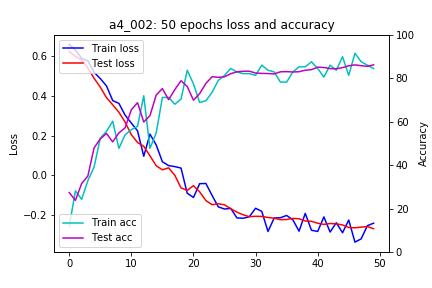 a4_002: 50 epochs loss and accuracy
Train loss
Test loss
Train acc
Test acc
Loss
Accuracy
0.6
0.4
0.2
0.0
−0.2
100
80
60
40
20
0
0 10 20 30 40 50